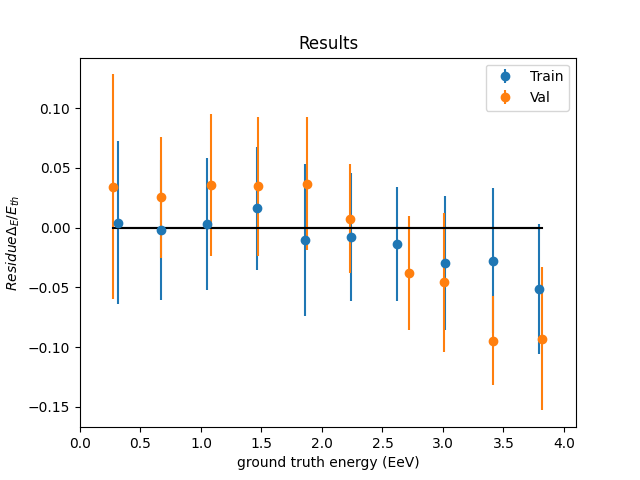 Results
Train
Val
0.10
0.05
0.00
−0.05
−0.10
−0.15
Residue Δ_E/E_th
0.0 0.5 1.0 1.5 2.0 2.5 3.0 3.5 4.0
ground truth energy (EeV)